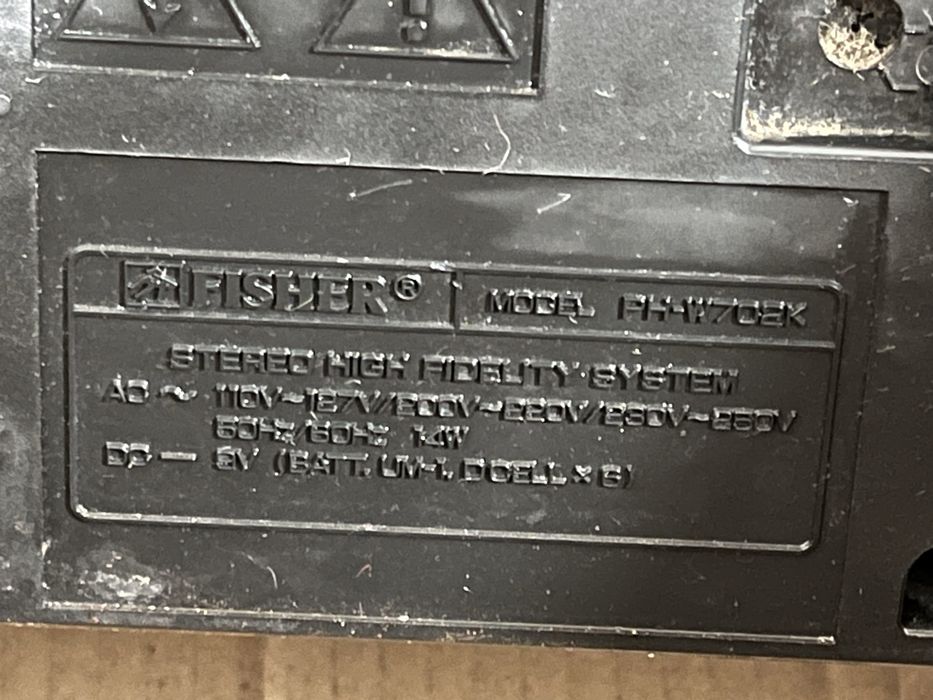 FISHER® MODEL PH-W702K
STEREO HIGH FIDELITY SYSTEM
AC ~ 110V~127V/200V~220V/230V~250V
50Hz/60Hz 14W
DC — 9V (BATT. UM-1, D CELL × 6)